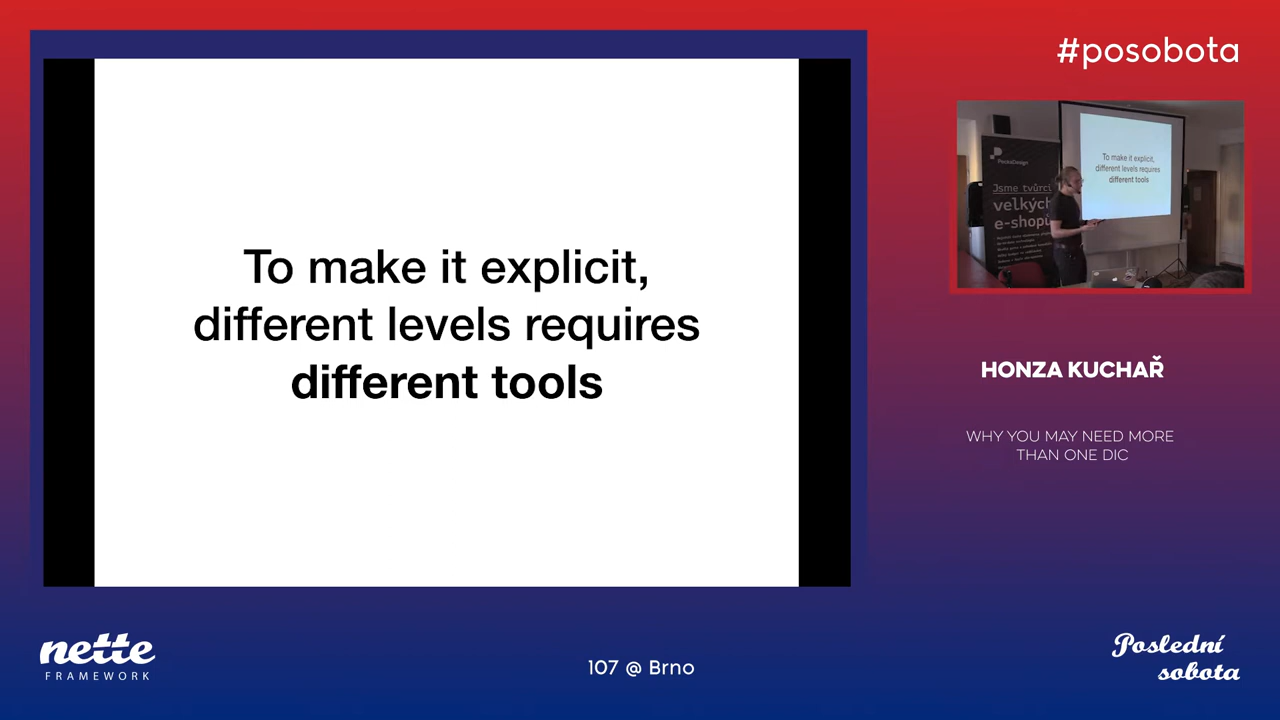 #posobota
To make it explicit,
different levels requires
different tools
PeckaDesign
Jsme tvůrci
velkých
e-shopů
To make it explicit,
different levels requires
different tools
HONZA KUCHAŘ
WHY YOU MAY NEED MORE
THAN ONE DIC
nette
FRAMEWORK
107 @ Brno
Poslední
sobota